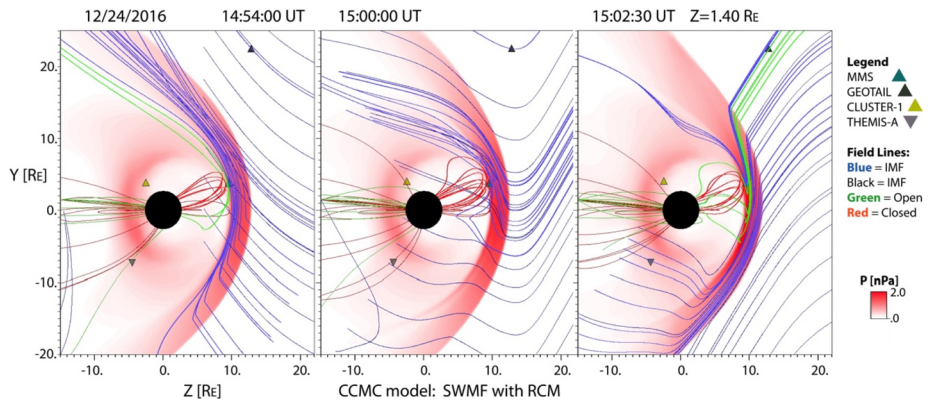 12/24/2016 14:54:00 UT 15:00:00 UT 15:02:30 UT Z=1.40 RE
20.
10.
Y [RE]
0.
-10.
-20.
-10. 0. 10. 20. -10. 0. 10. 20. -10. 0. 10. 20.
Z [RE] CCMC model: SWMF with RCM
Legend
MMS
GEOTAIL
CLUSTER-1
THEMIS-A
Field Lines:
Blue = IMF
Black = IMF
Green = Open
Red = Closed
P [nPa]
2.0
.0